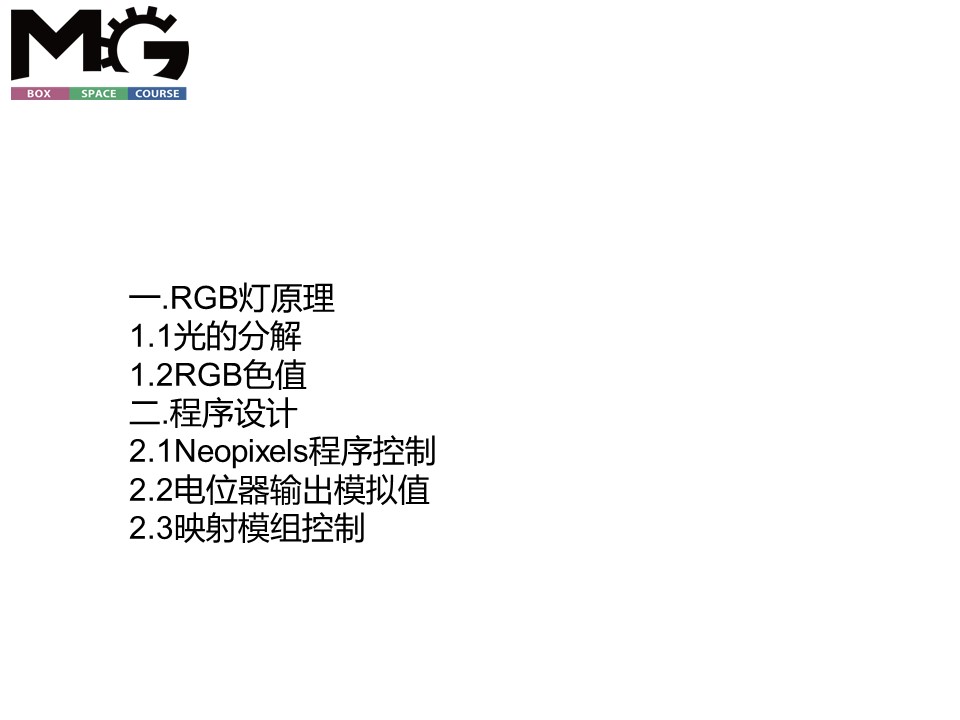 MG
BOX SPACE COURSE
一.RGB灯原理
1.1光的分解
1.2RGB色值
二.程序设计
2.1Neopixels程序控制
2.2电位器输出模拟值
2.3映射模组控制